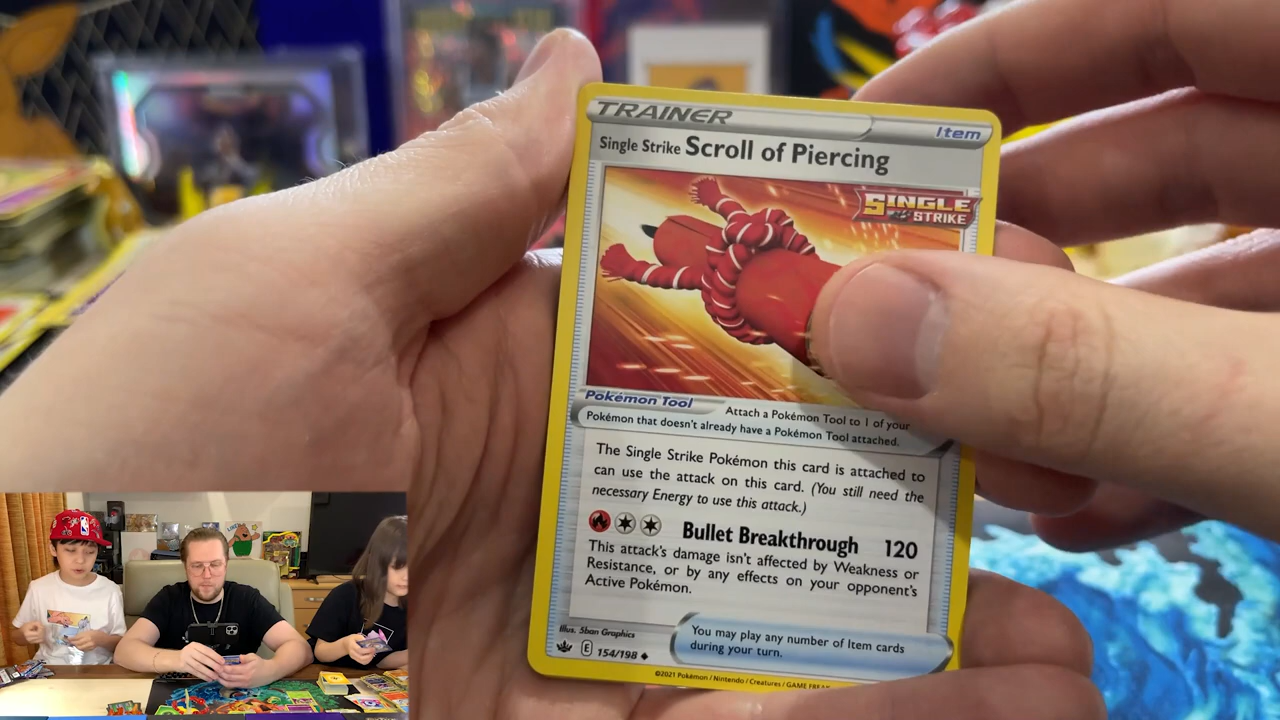 TRAINER
Item
Single Strike Scroll of Piercing
SINGLE
STRIKE
Pokémon Tool
Attach a Pokémon Tool to 1 of your
Pokémon that doesn't already have a Pokémon Tool attached.
The Single Strike Pokémon this card is attached to
can use the attack on this card. (You still need the
necessary Energy to use this attack.)
Bullet Breakthrough 120
This attack's damage isn't affected by Weakness or
Resistance, or by any effects on your opponent's
Active Pokémon.
Illus. 5ban Graphics
E 154/198
You may play any number of Item cards
during your turn.
©2021 Pokémon / Nintendo / Creatures / GAME FREAK